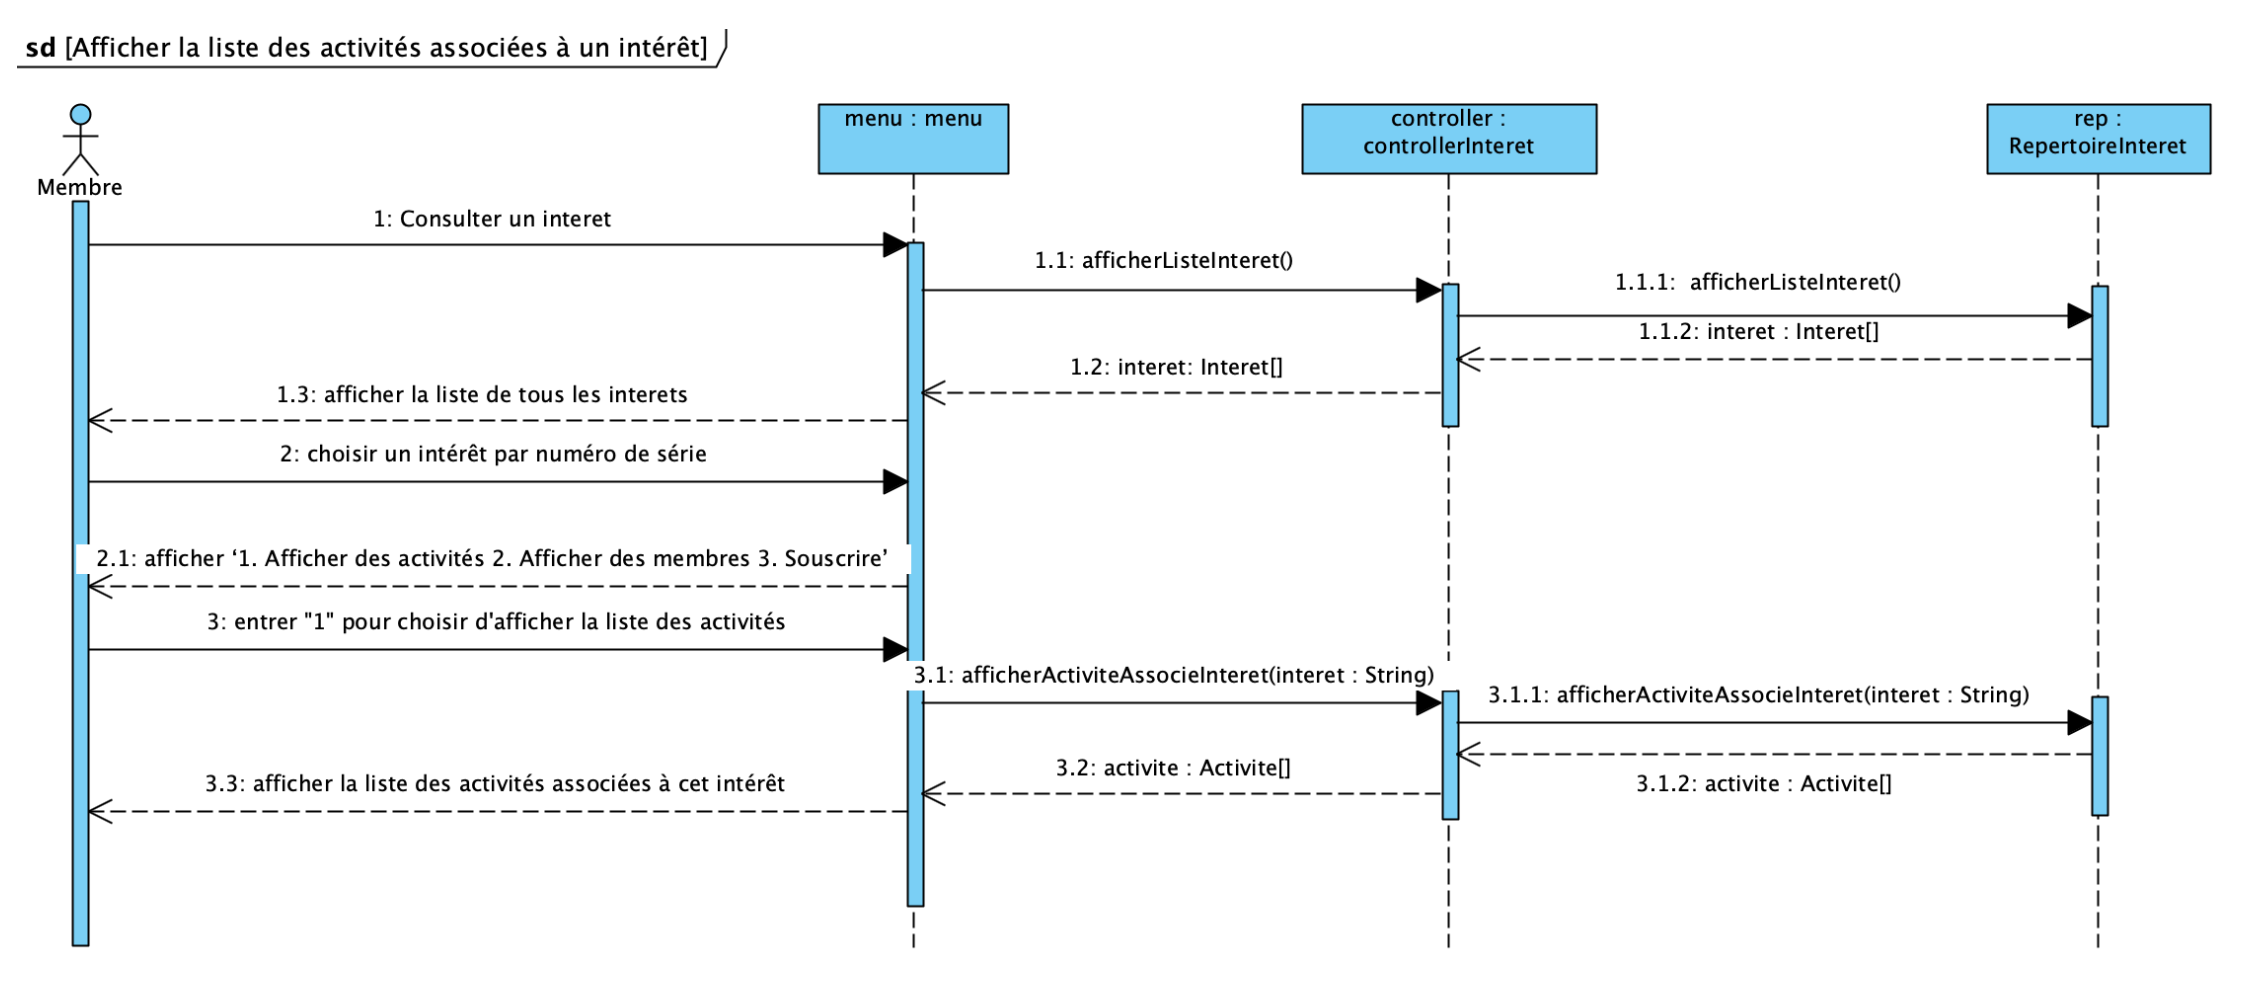 sd [Afficher la liste des activités associées à un intérêt]
Membre
menu : menu
controller :
controllerInteret
rep :
RepertoireInteret
1: Consulter un interet
1.1: afficherListeInteret()
1.1.1:  afficherListeInteret()
1.1.2: interet : Interet[]
1.2: interet: Interet[]
1.3: afficher la liste de tous les interets
2: choisir un intérêt par numéro de série
2.1: afficher ‘1. Afficher des activités 2. Afficher des membres 3. Souscrire’
3: entrer "1" pour choisir d'afficher la liste des activités
3.1: afficherActiviteAssocieInteret(interet : String)
3.1.1: afficherActiviteAssocieInteret(interet : String)
3.1.2: activite : Activite[]
3.2: activite : Activite[]
3.3: afficher la liste des activités associées à cet intérêt